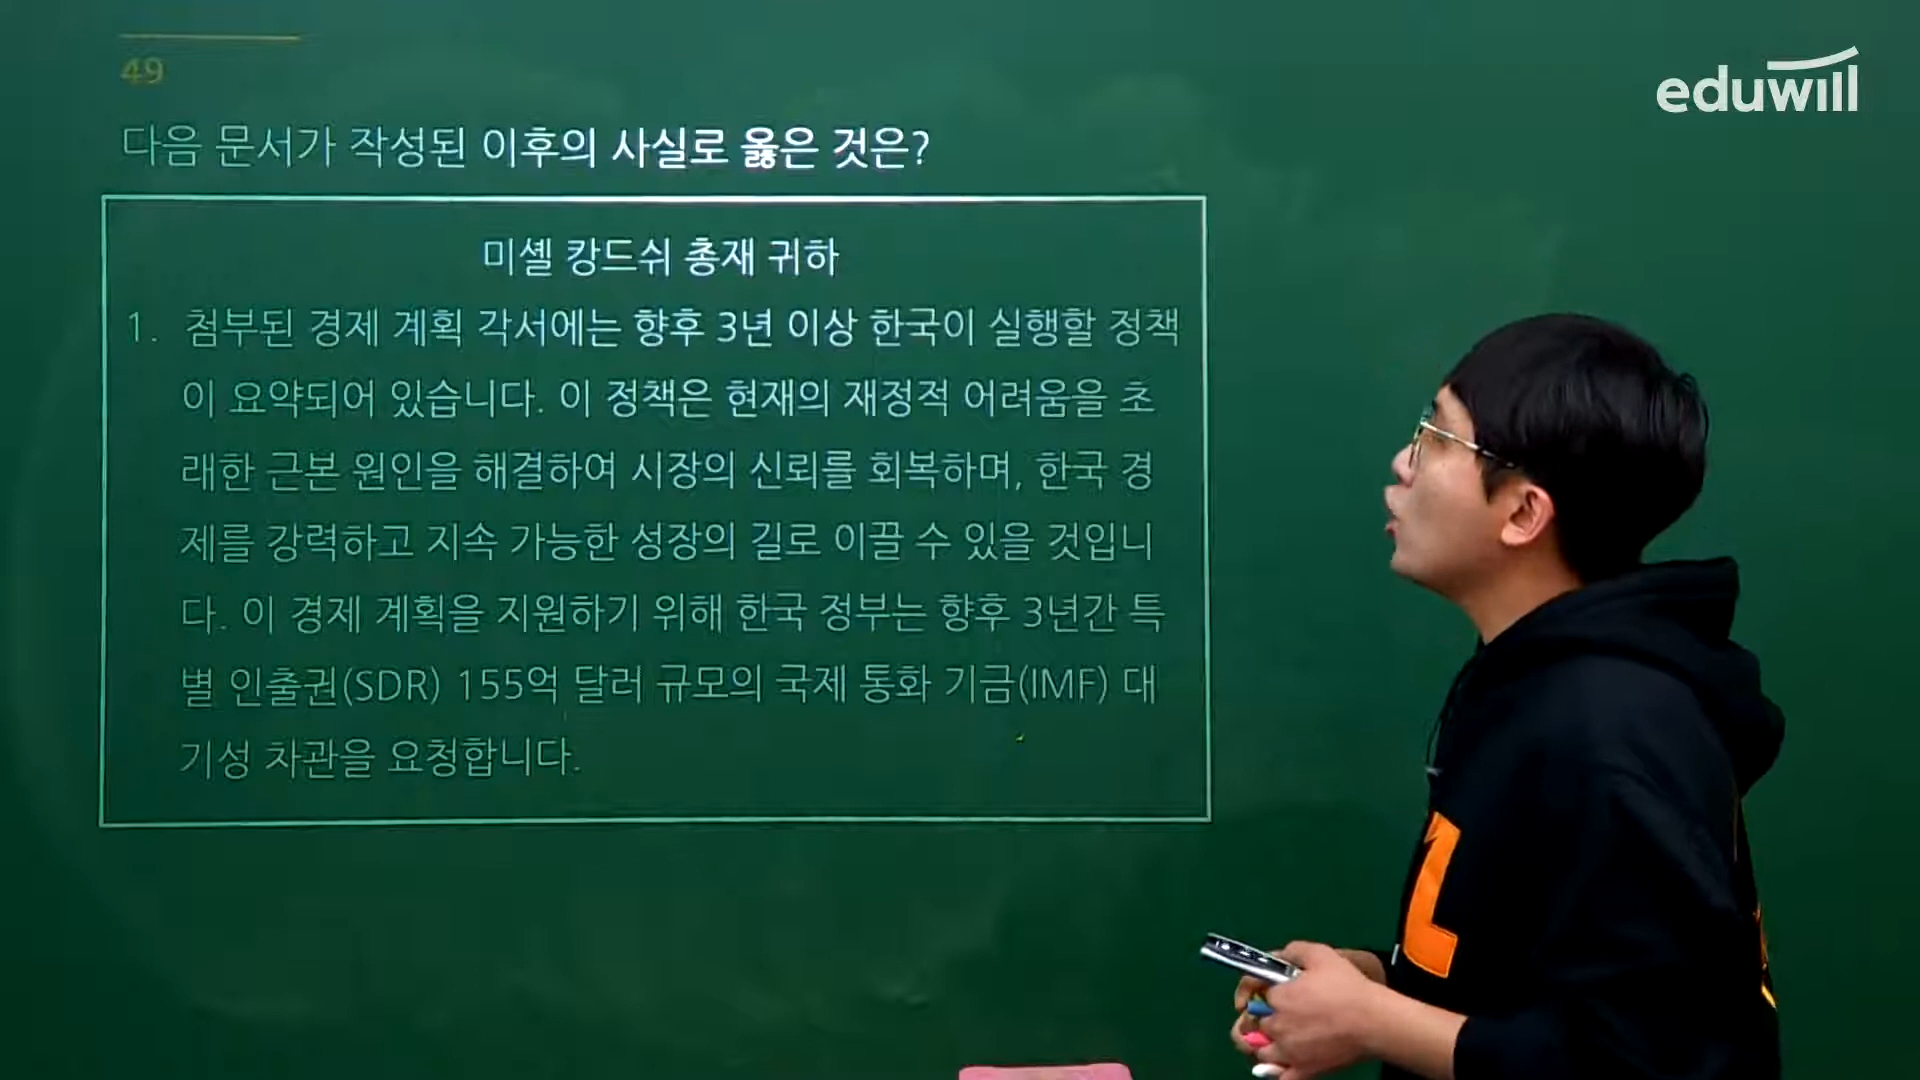 49
eduwill
다음 문서가 작성된 이후의 사실로 옳은 것은?
미셸 캉드쉬 총재 귀하
1. 첨부된 경제 계획 각서에는 향후 3년 이상 한국이 실행할 정책
이 요약되어 있습니다. 이 정책은 현재의 재정적 어려움을 초
래한 근본 원인을 해결하여 시장의 신뢰를 회복하며, 한국 경
제를 강력하고 지속 가능한 성장의 길로 이끌 수 있을 것입니
다. 이 경제 계획을 지원하기 위해 한국 정부는 향후 3년간 특
별 인출권(SDR) 155억 달러 규모의 국제 통화 기금(IMF) 대
기성 차관을 요청합니다.